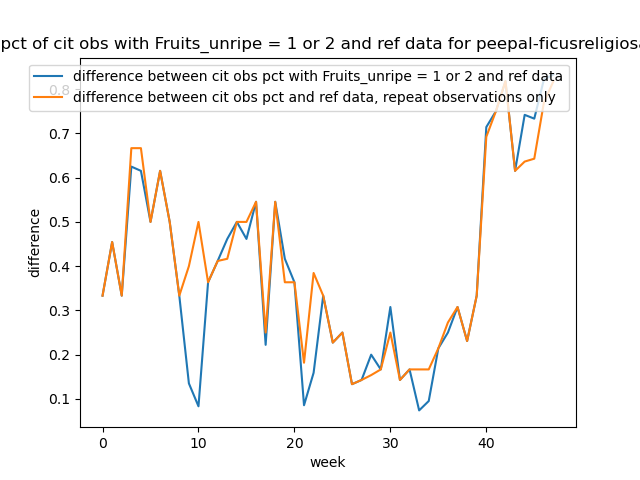 pct of cit obs with Fruits_unripe = 1 or 2 and ref data for peepal-ficusreligiosa
difference between cit obs pct with Fruits_unripe = 1 or 2 and ref data
difference between cit obs pct and ref data, repeat observations only
0.8
0.7
0.6
0.5
0.4
0.3
0.2
0.1
difference
0 10 20 30 40
week